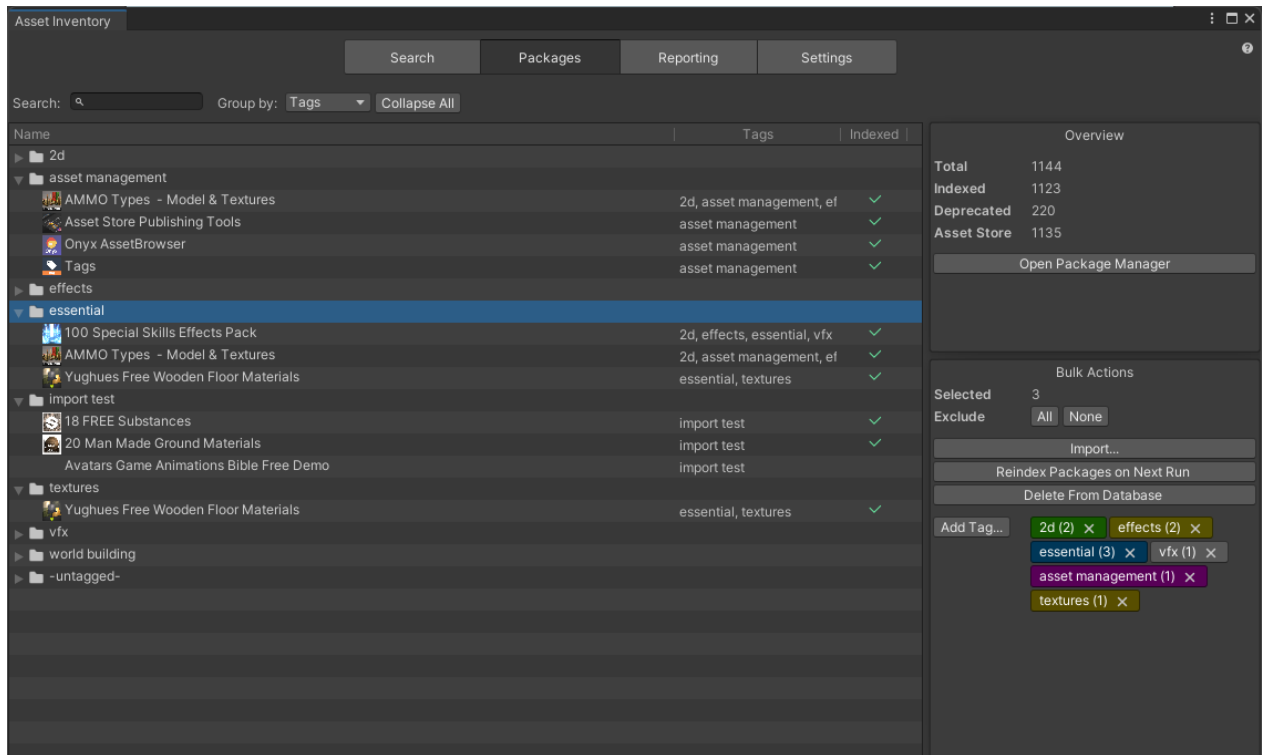 Asset Inventory
Search Packages Reporting Settings
Search: Group by: Tags Collapse All
Name Tags Indexed
2d
asset management
AMMO Types - Model & Textures 2d, asset management, ef
Asset Store Publishing Tools asset management
Onyx AssetBrowser asset management
Tags asset management
effects
essential
100 Special Skills Effects Pack 2d, effects, essential, vfx
AMMO Types - Model & Textures 2d, asset management, ef
Yughues Free Wooden Floor Materials essential, textures
import test
18 FREE Substances import test
20 Man Made Ground Materials import test
Avatars Game Animations Bible Free Demo import test
textures
Yughues Free Wooden Floor Materials essential, textures
vfx
world building
-untagged-
Overview
Total 1144
Indexed 1123
Deprecated 220
Asset Store 1135
Open Package Manager
Bulk Actions
Selected 3
Exclude All None
Import...
Reindex Packages on Next Run
Delete From Database
Add Tag... 2d (2) × effects (2) ×
essential (3) × vfx (1) ×
asset management (1) ×
textures (1) ×